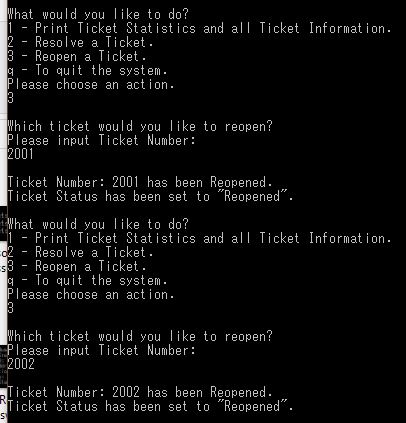 What would you like to do?
1 - Print Ticket Statistics and all Ticket Information.
2 - Resolve a Ticket.
3 - Reopen a Ticket.
q - To quit the system.
Please choose an action.
3
Which ticket would you like to reopen?
Please input Ticket Number:
2001
Ticket Number: 2001 has been Reopened.
Ticket Status has been set to "Reopened".
What would you like to do?
1 - Print Ticket Statistics and all Ticket Information.
2 - Resolve a Ticket.
3 - Reopen a Ticket.
q - To quit the system.
Please choose an action.
3
Which ticket would you like to reopen?
Please input Ticket Number:
2002
Ticket Number: 2002 has been Reopened.
Ticket Status has been set to "Reopened".